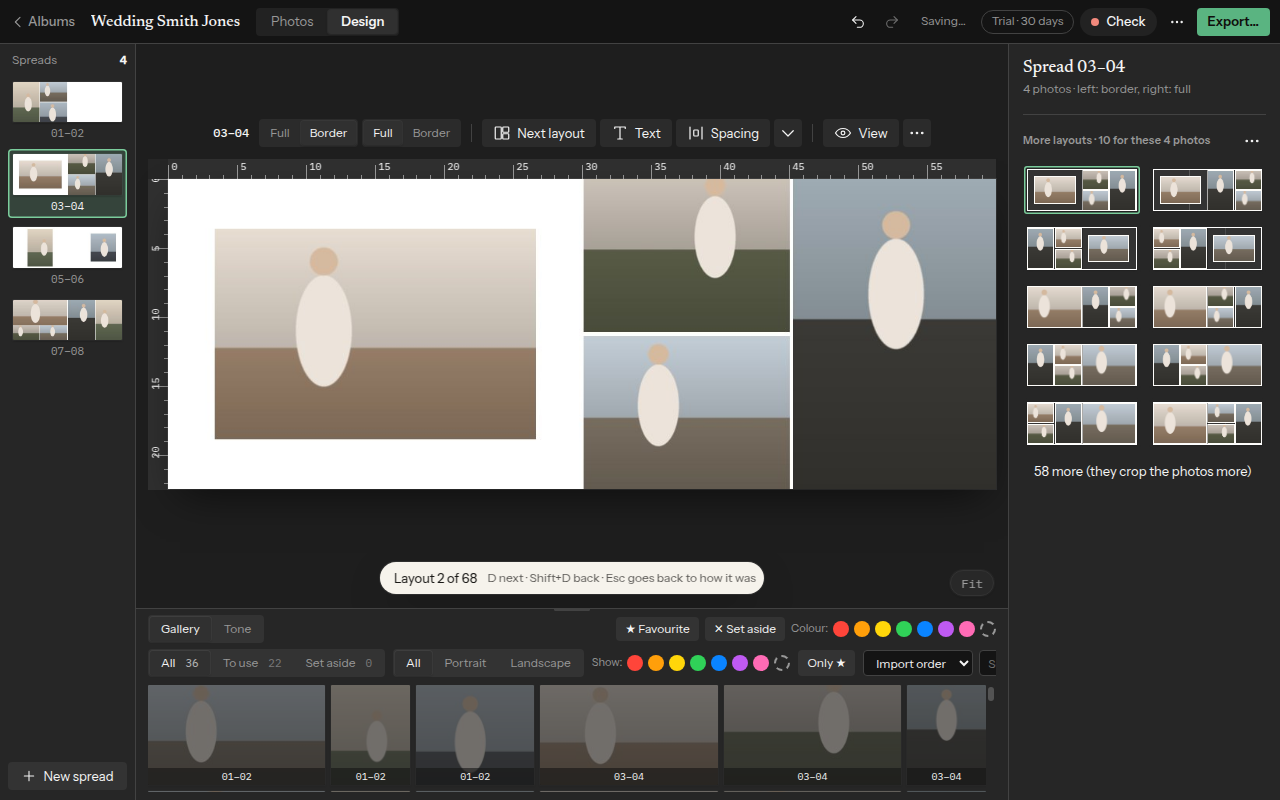 Albums
Wedding Smith Jones
Photos
Design
Saving…
Trial · 30 days
Check
Export…
Spreads
4
01–02
03–04
05–06
07–08
New spread
03–04
Full
Border
Full
Border
Next layout
Text
Spacing
View
0 5 10 15 20 25 30 35 40 45 50 55
5
10
15
20
Layout 2 of 68
D next · Shift+D back · Esc goes back to how it was
Fit
Gallery
Tone
★ Favourite
✕ Set aside
Colour:
All 36
To use 22
Set aside 0
All
Portrait
Landscape
Show:
Only ★
Import order
S
01–02
01–02
01–02
03–04
03–04
03–04
Spread 03–04
4 photos · left: border, right: full
More layouts · 10 for these 4 photos
58 more (they crop the photos more)